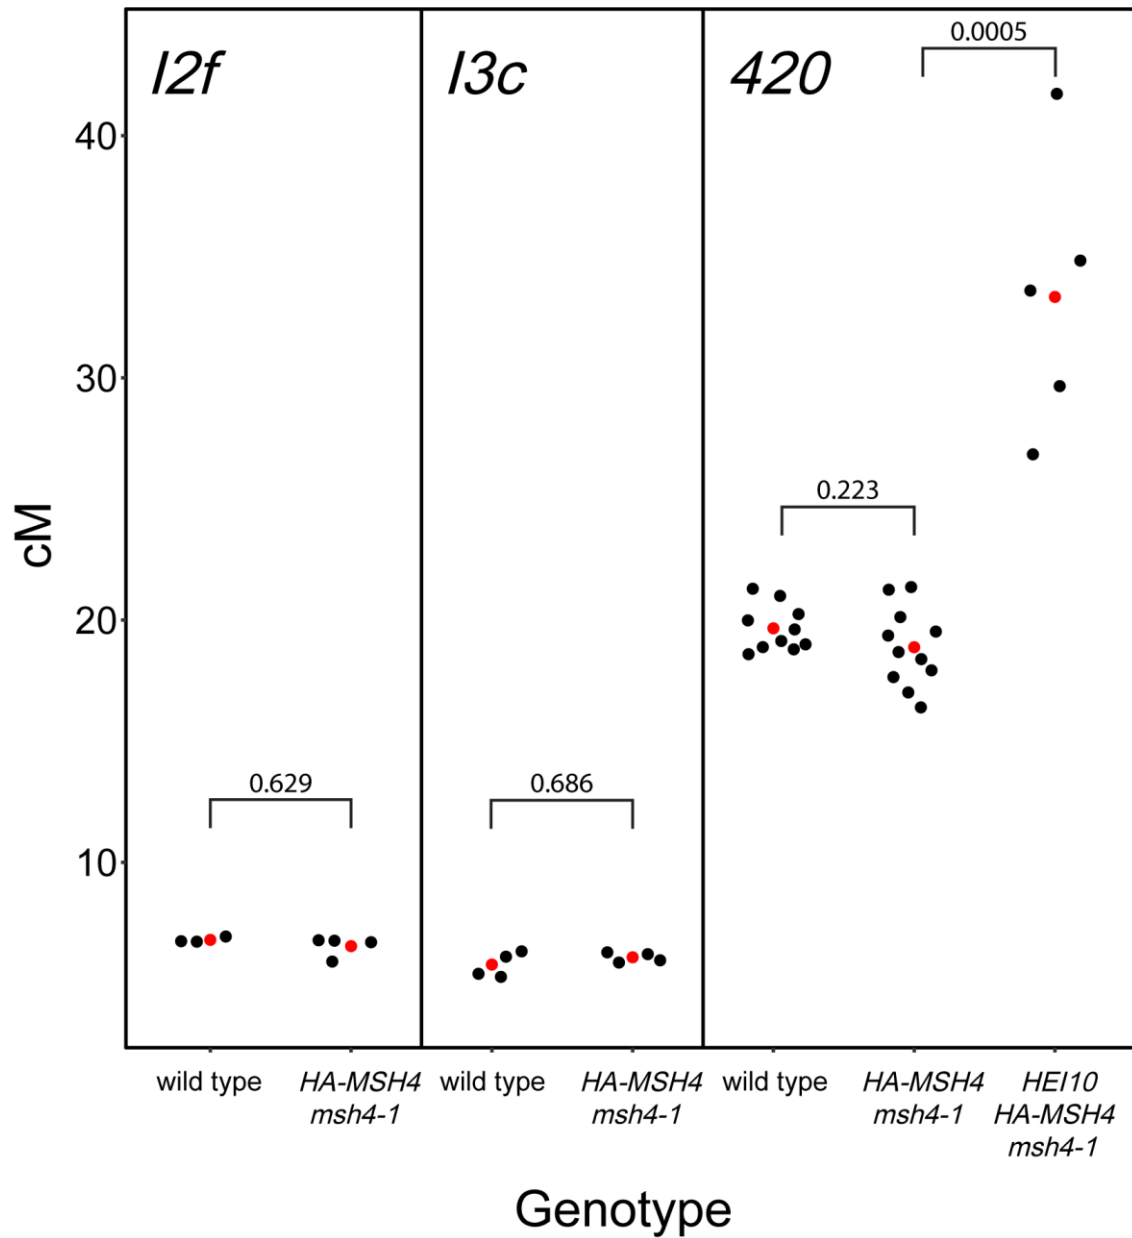 I2f
I3c
420
0.0005
40
30
0.223
20
0.629
0.686
10
cM
wild type
HA-MSH4
msh4-1
wild type
HA-MSH4
msh4-1
wild type
HA-MSH4
msh4-1
HEI10
HA-MSH4
msh4-1
Genotype